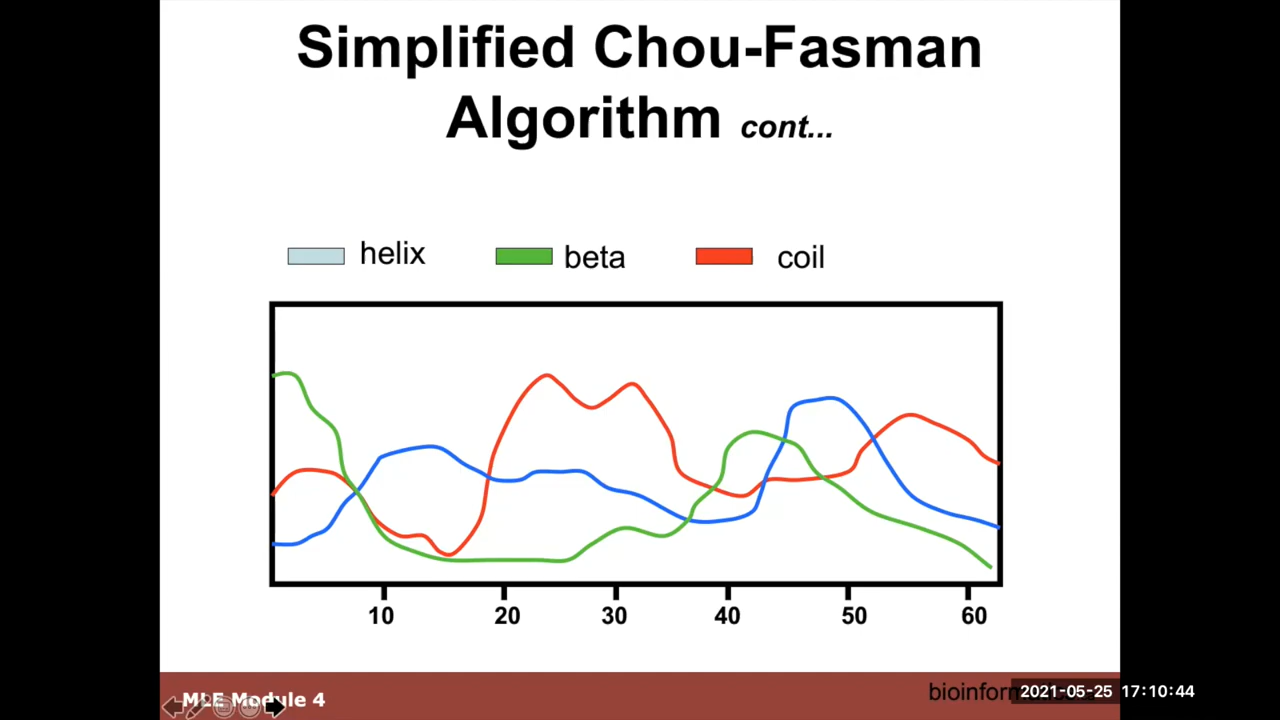 Simplified Chou-Fasman
Algorithm cont...
helix beta coil
10 20 30 40 50 60
MLE Module 4
2021-05-25 17:10:44